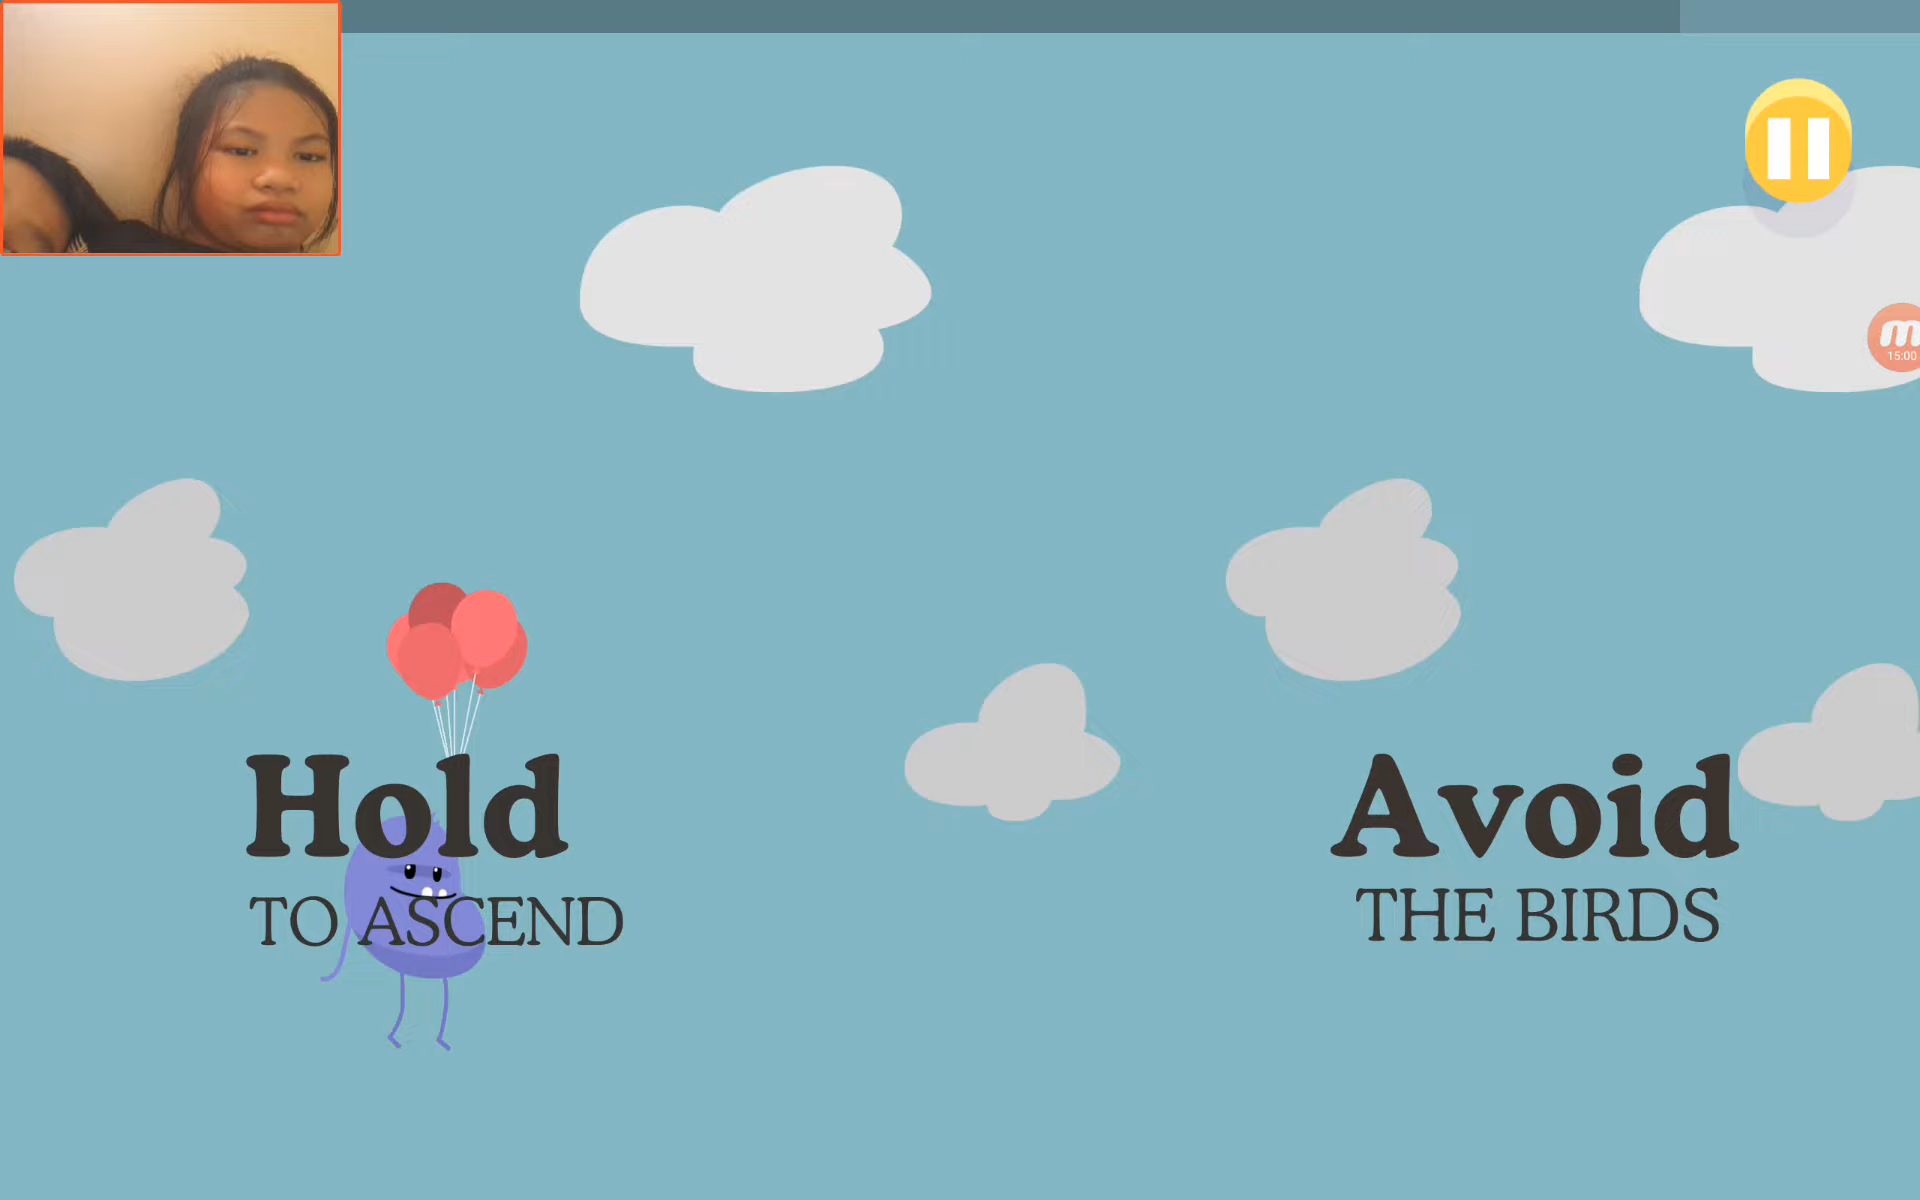 m
15:00
Hold
TO ASCEND
Avoid
THE BIRDS